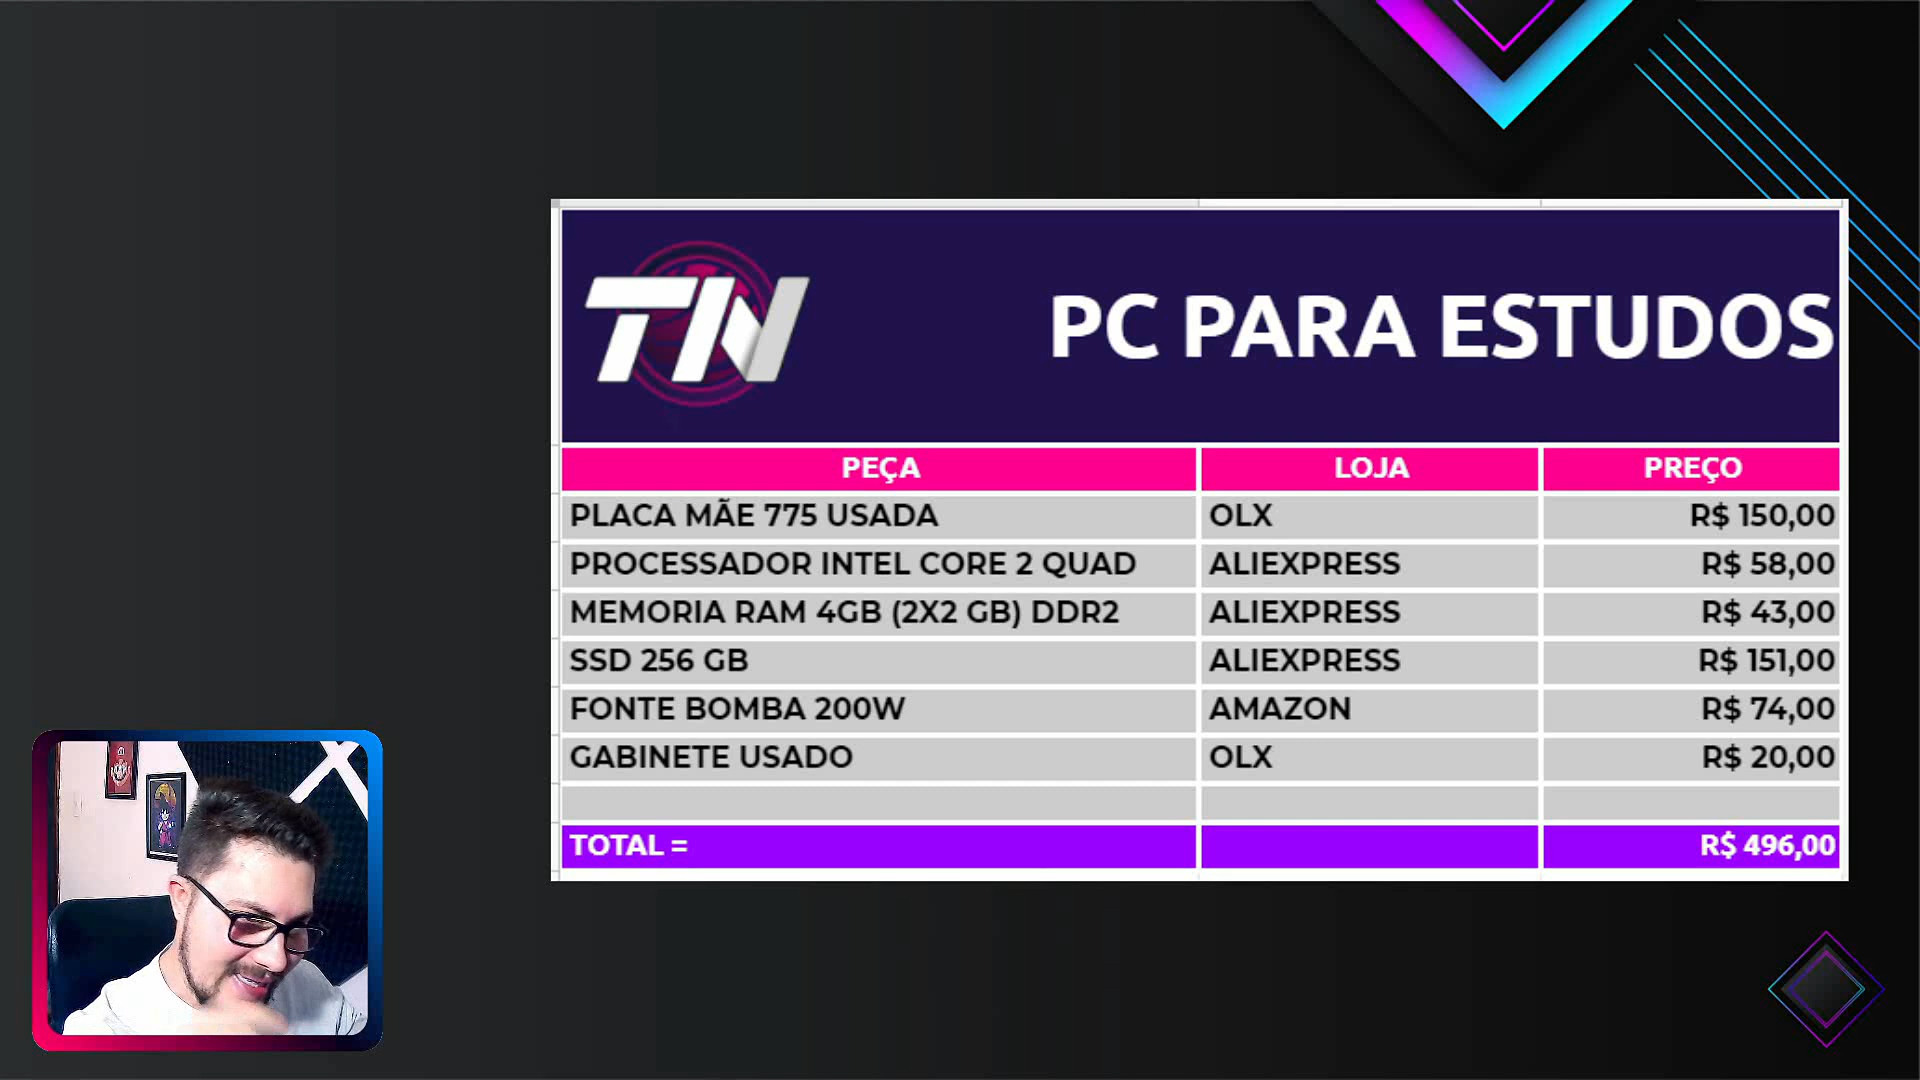 TN
PC PARA ESTUDOS
PEÇA LOJA PREÇO
PLACA MÃE 775 USADA OLX R$ 150,00
PROCESSADOR INTEL CORE 2 QUAD ALIEXPRESS R$ 58,00
MEMORIA RAM 4GB (2X2 GB) DDR2 ALIEXPRESS R$ 43,00
SSD 256 GB ALIEXPRESS R$ 151,00
FONTE BOMBA 200W AMAZON R$ 74,00
GABINETE USADO OLX R$ 20,00
TOTAL = R$ 496,00